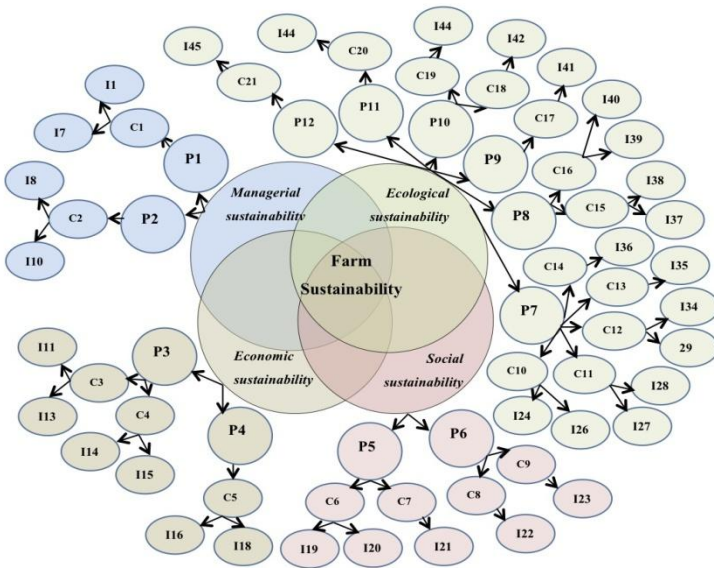 I44
I44
I42
I45
C20
C19
I41
C21
C18
I40
I1
C17
P11
P12
P10
I39
I7
C1
P9
C16
I38
P1
I8
Managerial
sustainability
Ecological
sustainability
P8
C15
I37
C2
P2
I36
I10
Farm
Sustainability
C14
I35
C13
P7
I34
C12
I11
P3
29
Economic
sustainability
Social
sustainability
C3
C10
C11
I28
I13
C4
I24
I26
I27
P4
P5
P6
I14
I15
C9
C5
C6
C7
C8
I23
I16
I18
I19
I20
I21
I22